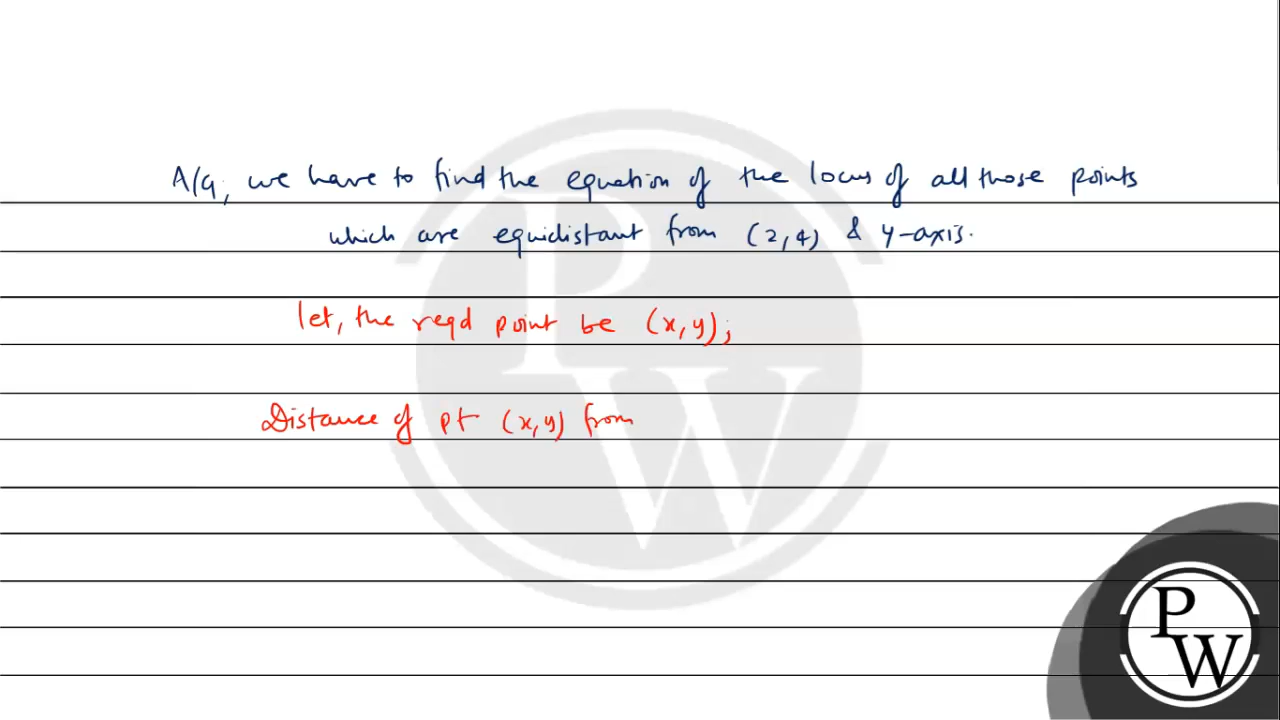 A/q, we have to find the equation of the locus of all those points
which are equidistant from (2,4) & y-axis.
let, the reqd point be (x,y);
Distance of pt (x,y) from
PW
PW